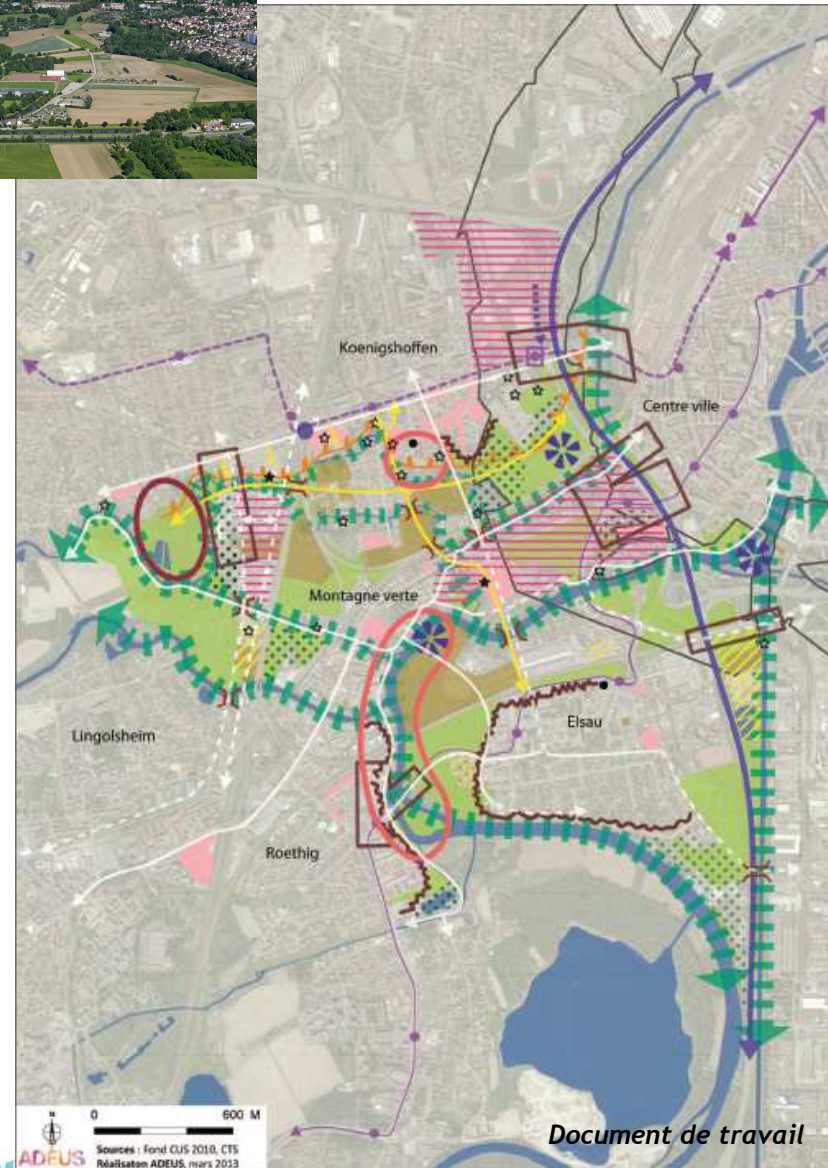 Koenigshoffen
Centre ville
Montagne verte
Lingolsheim
Elsau
Roethig
N
0 600 M
Sources : Fond CUS 2010, CTS
Réalisaton ADEUS, mars 2013
ADEUS
Document de travail